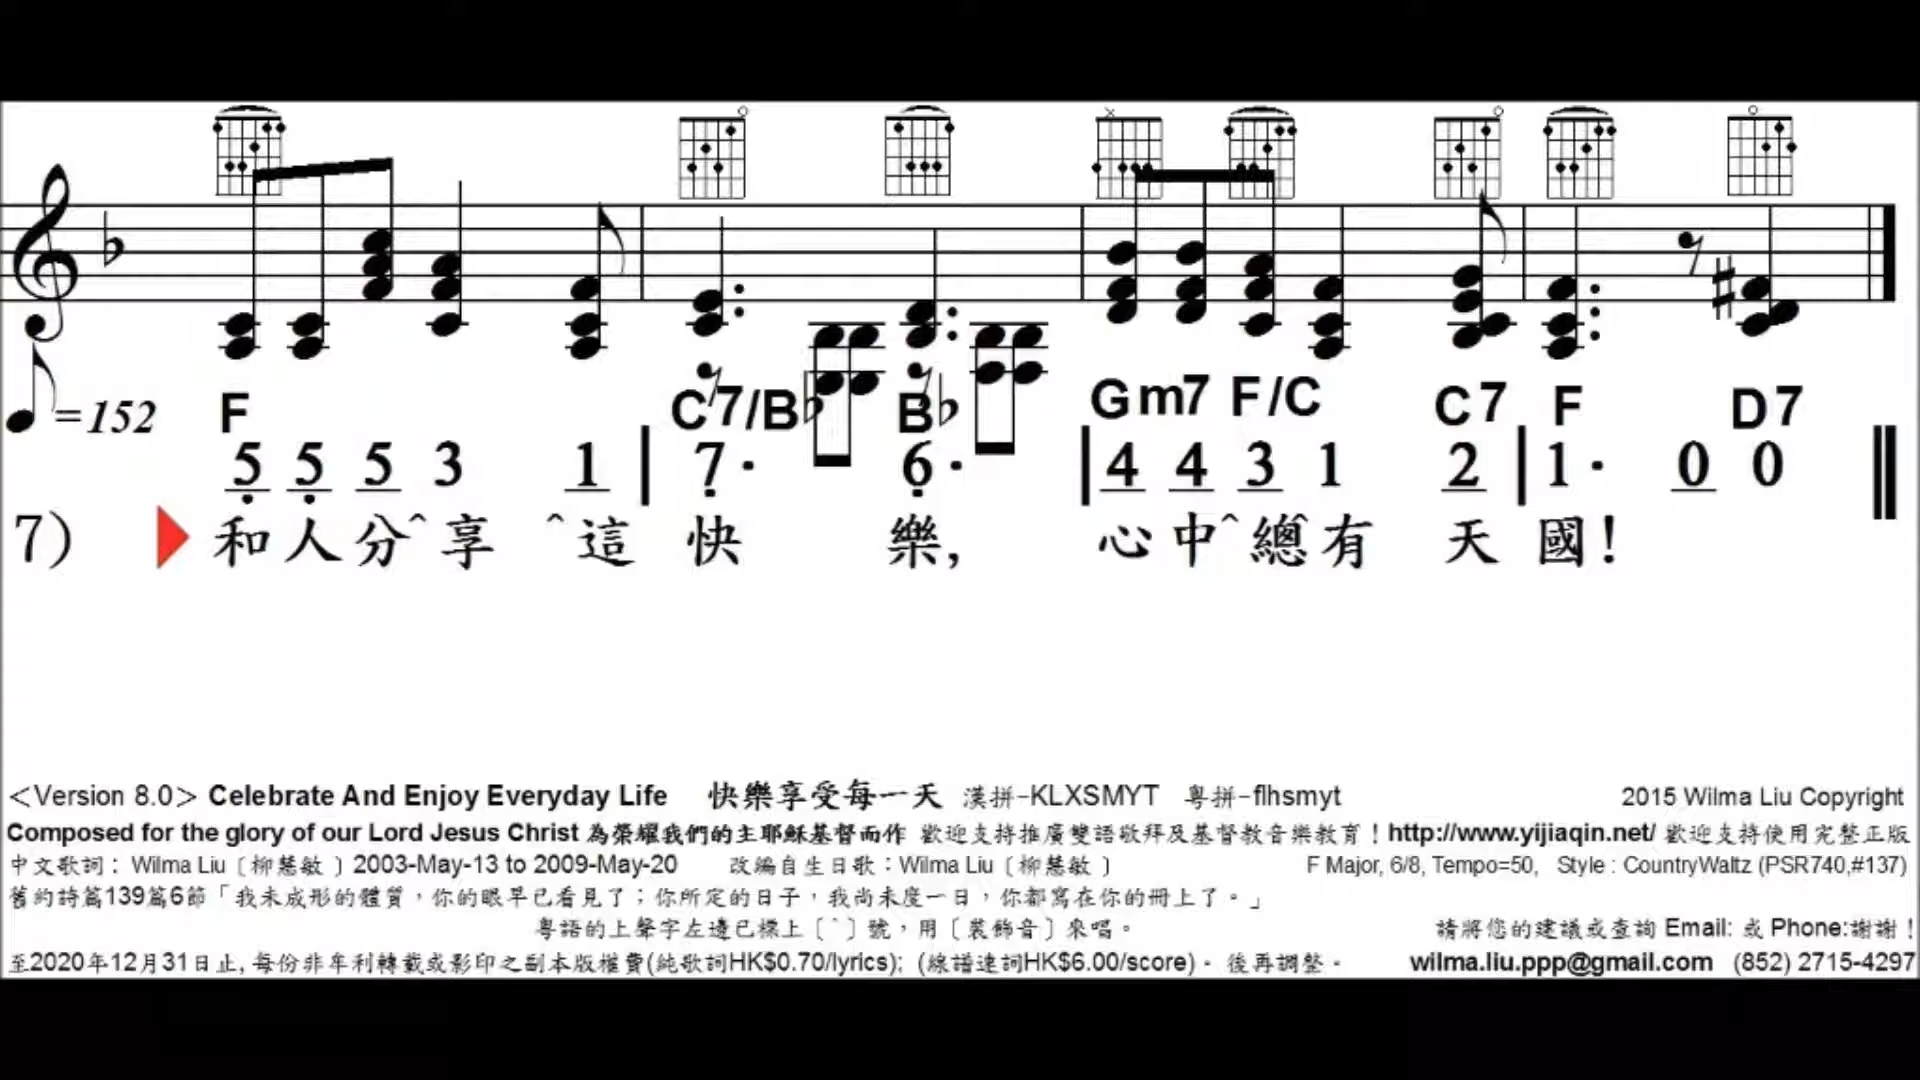 =152 F C7/B♭ B♭ Gm7 F/C C7 F D7
5 5 5 3 1 | 7· 6· | 4 4 3 1 2 | 1· 0 0 ‖
7) 和人分^享 ^這 快 樂, 心中^總^有 天 國!
<Version 8.0> Celebrate And Enjoy Everyday Life 快樂享受每一天 漢拼-KLXSMYT 粵拼-flhsmyt 2015 Wilma Liu Copyright
Composed for the glory of our Lord Jesus Christ 為榮耀我們的主耶穌基督而作 歡迎支持推廣雙語敬拜及基督教音樂教育！http://www.yijiaqin.net/ 歡迎支持使用完整正版
中文歌詞： Wilma Liu〔柳慧敏〕2003-May-13 to 2009-May-20 改編自生日歌：Wilma Liu〔柳慧敏〕 F Major, 6/8, Tempo=50, Style : CountryWaltz (PSR740,#137)
舊約詩篇139篇6節「我未成形的體質，你的眼早已看見了；你所定的日子，我尚未度一日，你都寫在你的冊上了。」
粵語的上聲字左邊已標上〔ˆ〕號，用〔裝飾音〕來唱。 請將您的建議或查詢 Email: 或 Phone:謝謝！
至2020年12月31日止, 每份非牟利轉載或影印之副本版權費(純歌詞HK$0.70/lyrics); (線譜連詞HK$6.00/score)。後再調整。 wilma.liu.ppp@gmail.com (852) 2715-4297